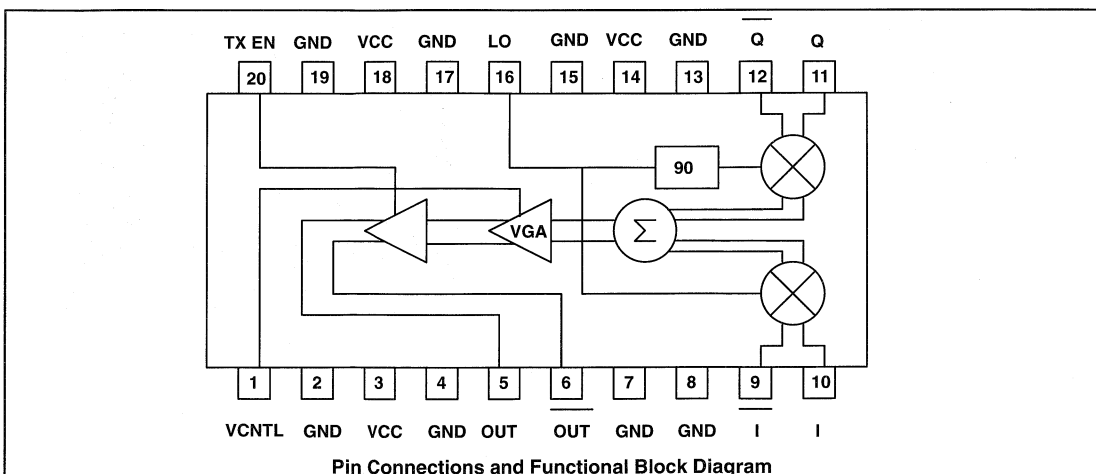 TX EN GND VCC GND LO GND VCC GND Q Q
20 19 18 17 16 15 14 13 12 11
90
VGA Σ
1 2 3 4 5 6 7 8 9 10
VCNTL GND VCC GND OUT OUT GND GND I I
Pin Connections and Functional Block Diagram